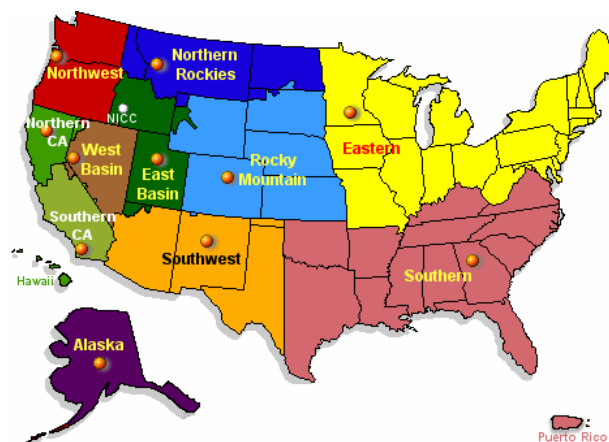 Northern
Rockies
Northwest
NICC
Northern
CA
West
Basin
East
Basin
Rocky
Mountain
Eastern
Southern
CA
Southwest
Southern
Hawaii
Alaska
Puerto Rico